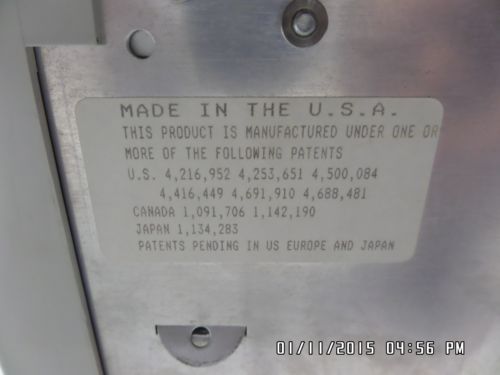 MADE IN THE U.S.A.
THIS PRODUCT IS MANUFACTURED UNDER ONE OR
MORE OF THE FOLLOWING PATENTS
U.S. 4,216,952 4,253,651 4,500,084
4,416,449 4,691,910 4,688,481
CANADA 1,091,706 1,142,190
JAPAN 1,134,283
PATENTS PENDING IN US EUROPE AND JAPAN
01/11/2015 04:56 PM